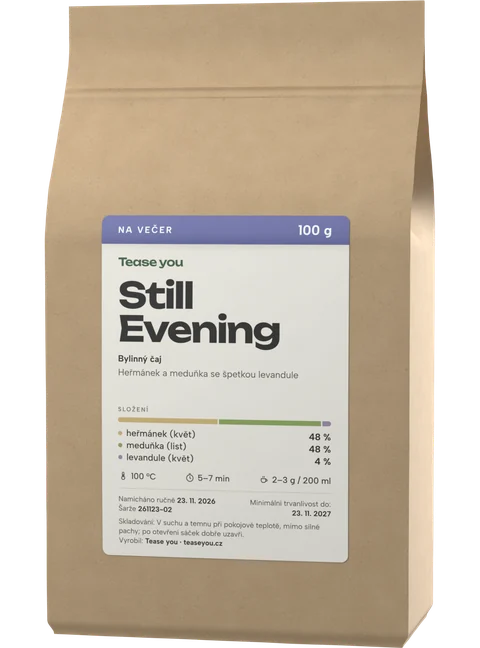 NA VEČER
100 g
Tease you
Still
Evening
Bylinný čaj
Heřmánek a meduňka se špetkou levandule
SLOŽENÍ
heřmánek (květ) 48 %
meduňka (list) 48 %
levandule (květ) 4 %
100 °C 5–7 min 2–3 g / 200 ml
Namícháno ručně 23. 11. 2026
Šarže 261123-02
Minimální trvanlivost do:
23. 11. 2027
Skladování: V suchu a temnu při pokojové teplotě, mimo silné
pachy; po otevření sáček dobře uzavři.
Vyrobil: Tease you · teaseyou.cz